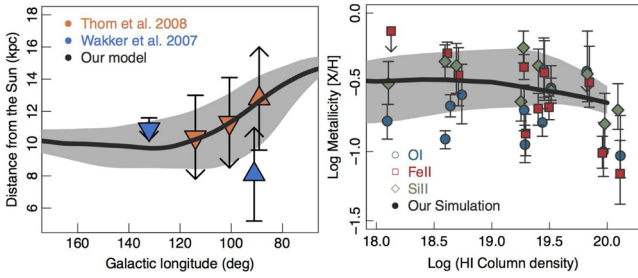 Thom et al. 2008
Wakker et al. 2007
Our model
Distance from the Sun (kpc)
18
16
14
12
10
8
6
160
140
120
100
80
Galactic longitude (deg)
Log Metallicity [X/H]
0.0
−0.5
−1.0
−1.5
OI
FeII
SiII
Our Simulation
18.0
18.5
19.0
19.5
20.0
Log (HI Column density)